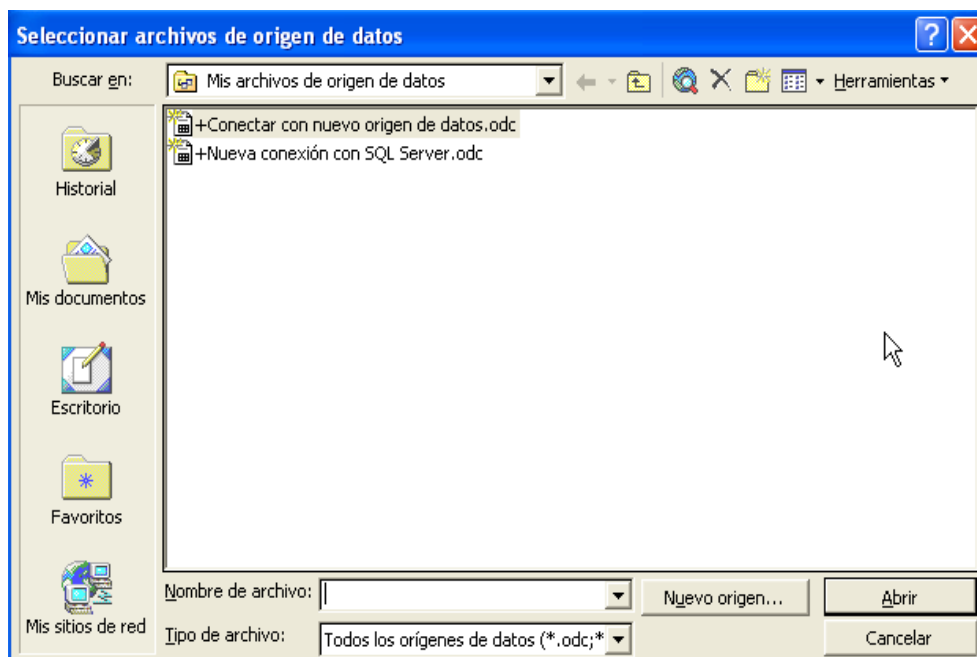 Seleccionar archivos de origen de datos
Buscar en: Mis archivos de origen de datos Herramientas
+Conectar con nuevo origen de datos.odc
+Nueva conexión con SQL Server.odc
Historial
Mis documentos
Escritorio
Favoritos
Mis sitios de red
Nombre de archivo: Nuevo origen... Abrir
Tipo de archivo: Todos los orígenes de datos (*.odc;* Cancelar